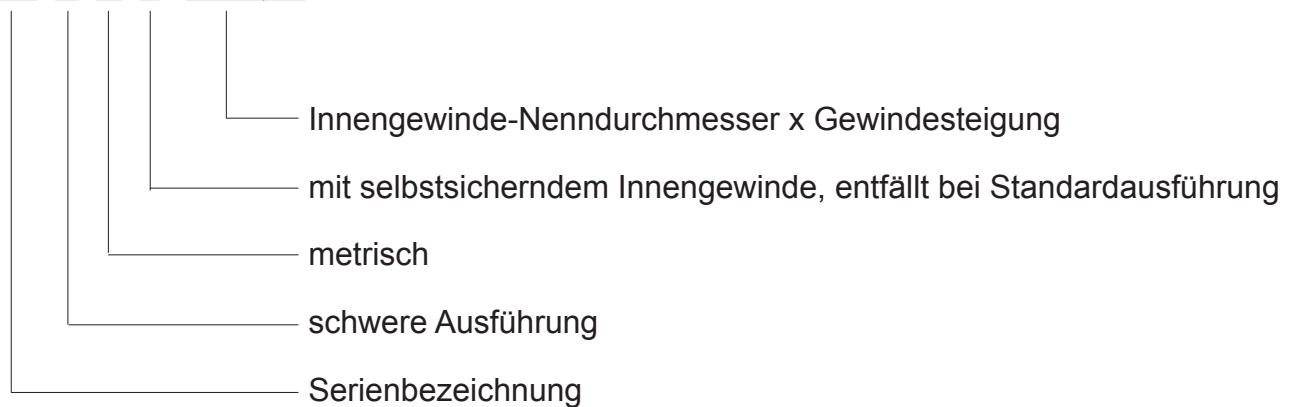 Innengewinde-Nenndurchmesser x Gewindesteigung
mit selbstsicherndem Innengewinde, entfällt bei Standardausführung
metrisch
schwere Ausführung
Serienbezeichnung